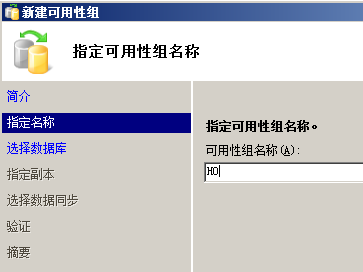 新建可用性组
指定可用性组名称
简介
指定名称
选择数据库
指定副本
选择数据同步
验证
摘要
指定可用性组名称。
可用性组名称(A):
HO